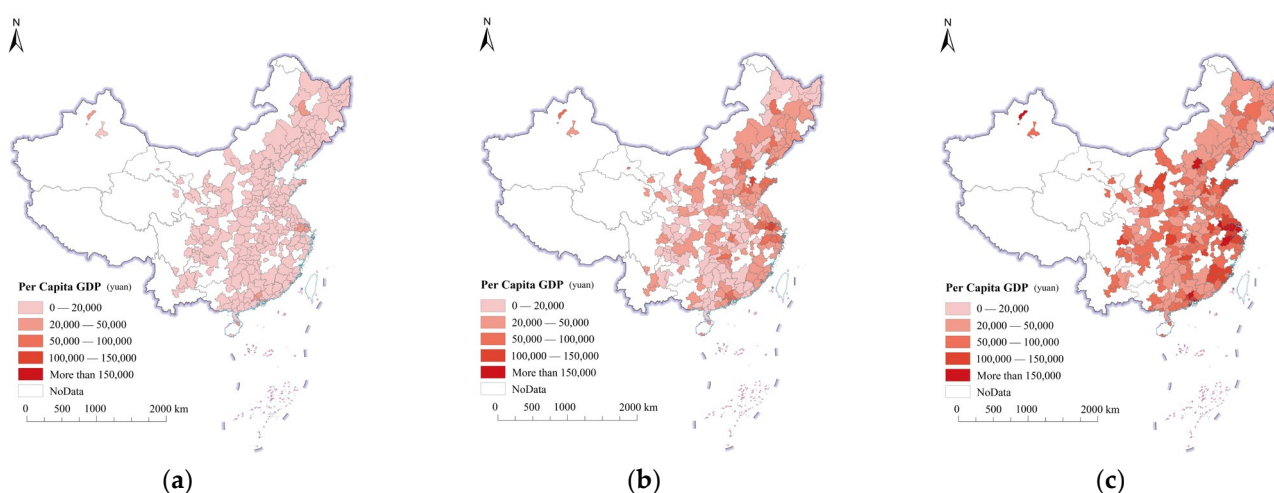 N
Per Capita GDP (yuan)
0 — 20,000
20,000 — 50,000
50,000 — 100,000
100,000 — 150,000
More than 150,000
NoData
0 500 1000 2000 km
(a)
N
Per Capita GDP (yuan)
0 — 20,000
20,000 — 50,000
50,000 — 100,000
100,000 — 150,000
More than 150,000
NoData
0 500 1000 2000 km
(b)
N
Per Capita GDP (yuan)
0 — 20,000
20,000 — 50,000
50,000 — 100,000
100,000 — 150,000
More than 150,000
NoData
0 500 1000 2000 km
(c)